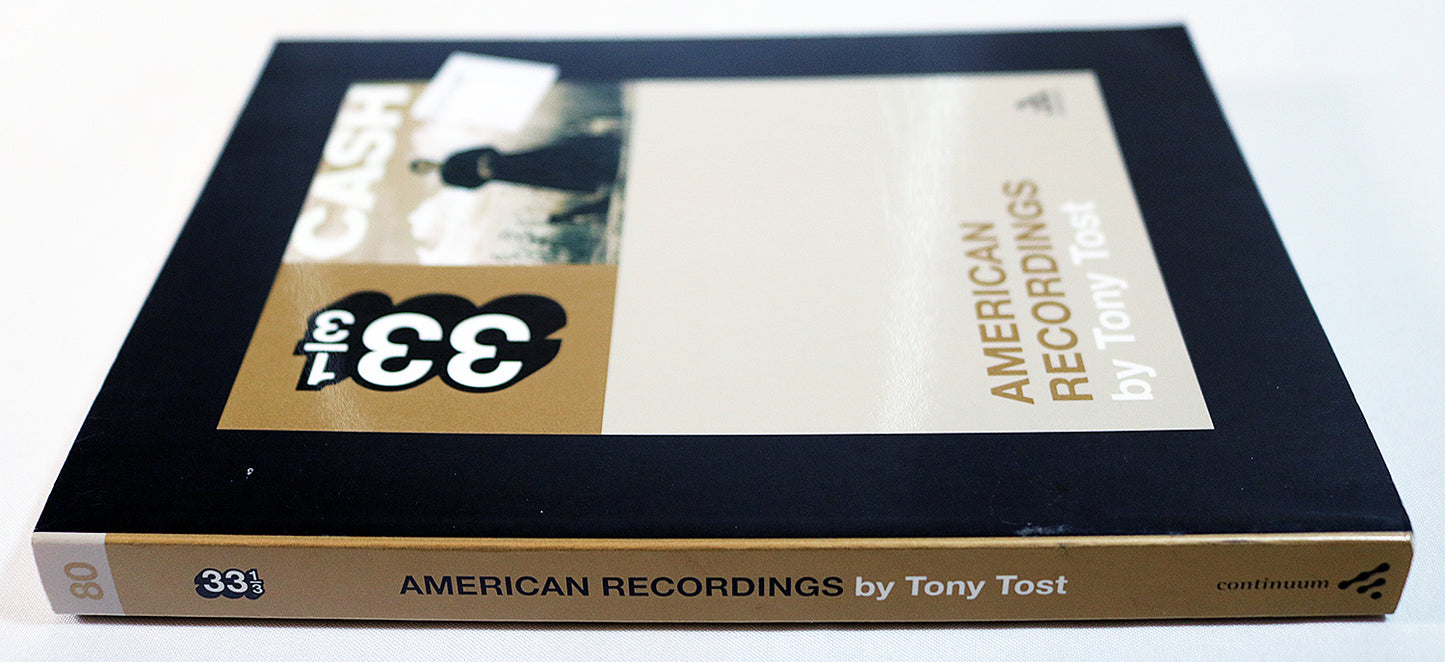 CASH
33 1/3
AMERICAN
RECORDINGS
by Tony Tost
80
33 1/3
AMERICAN RECORDINGS by Tony Tost
continuum